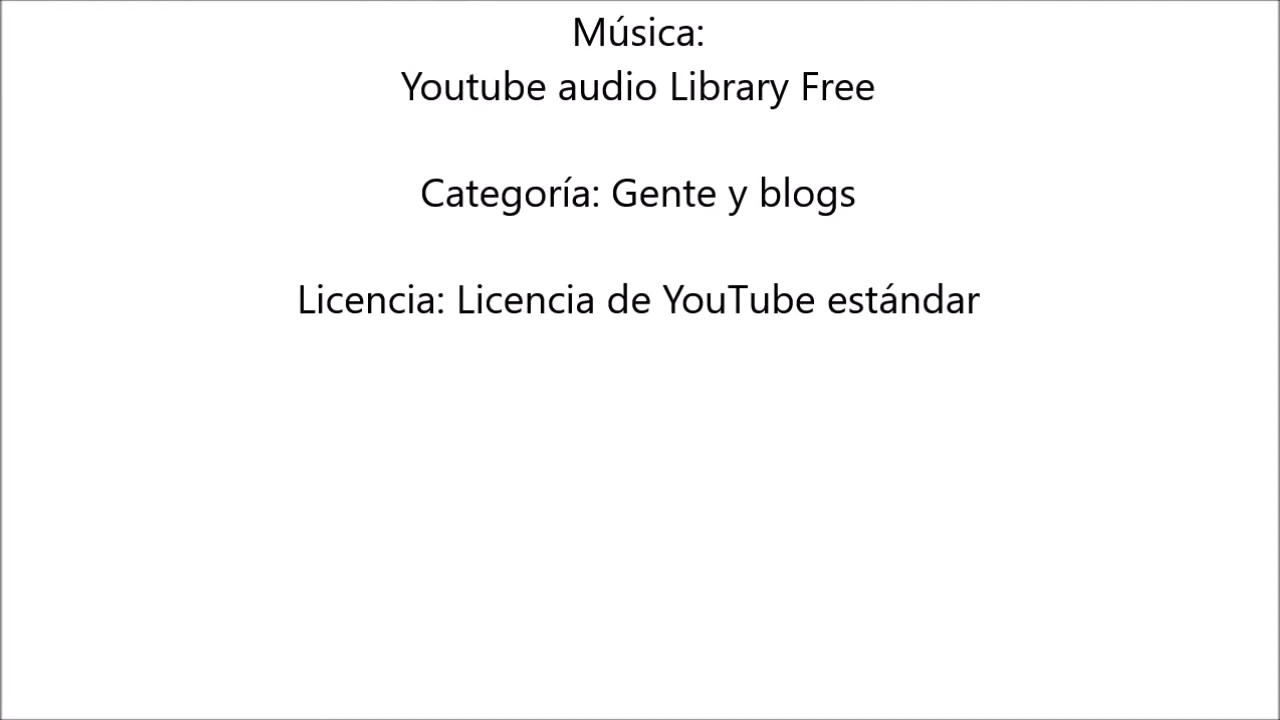 Música:
Youtube audio Library Free
Categoría: Gente y blogs
Licencia: Licencia de YouTube estándar